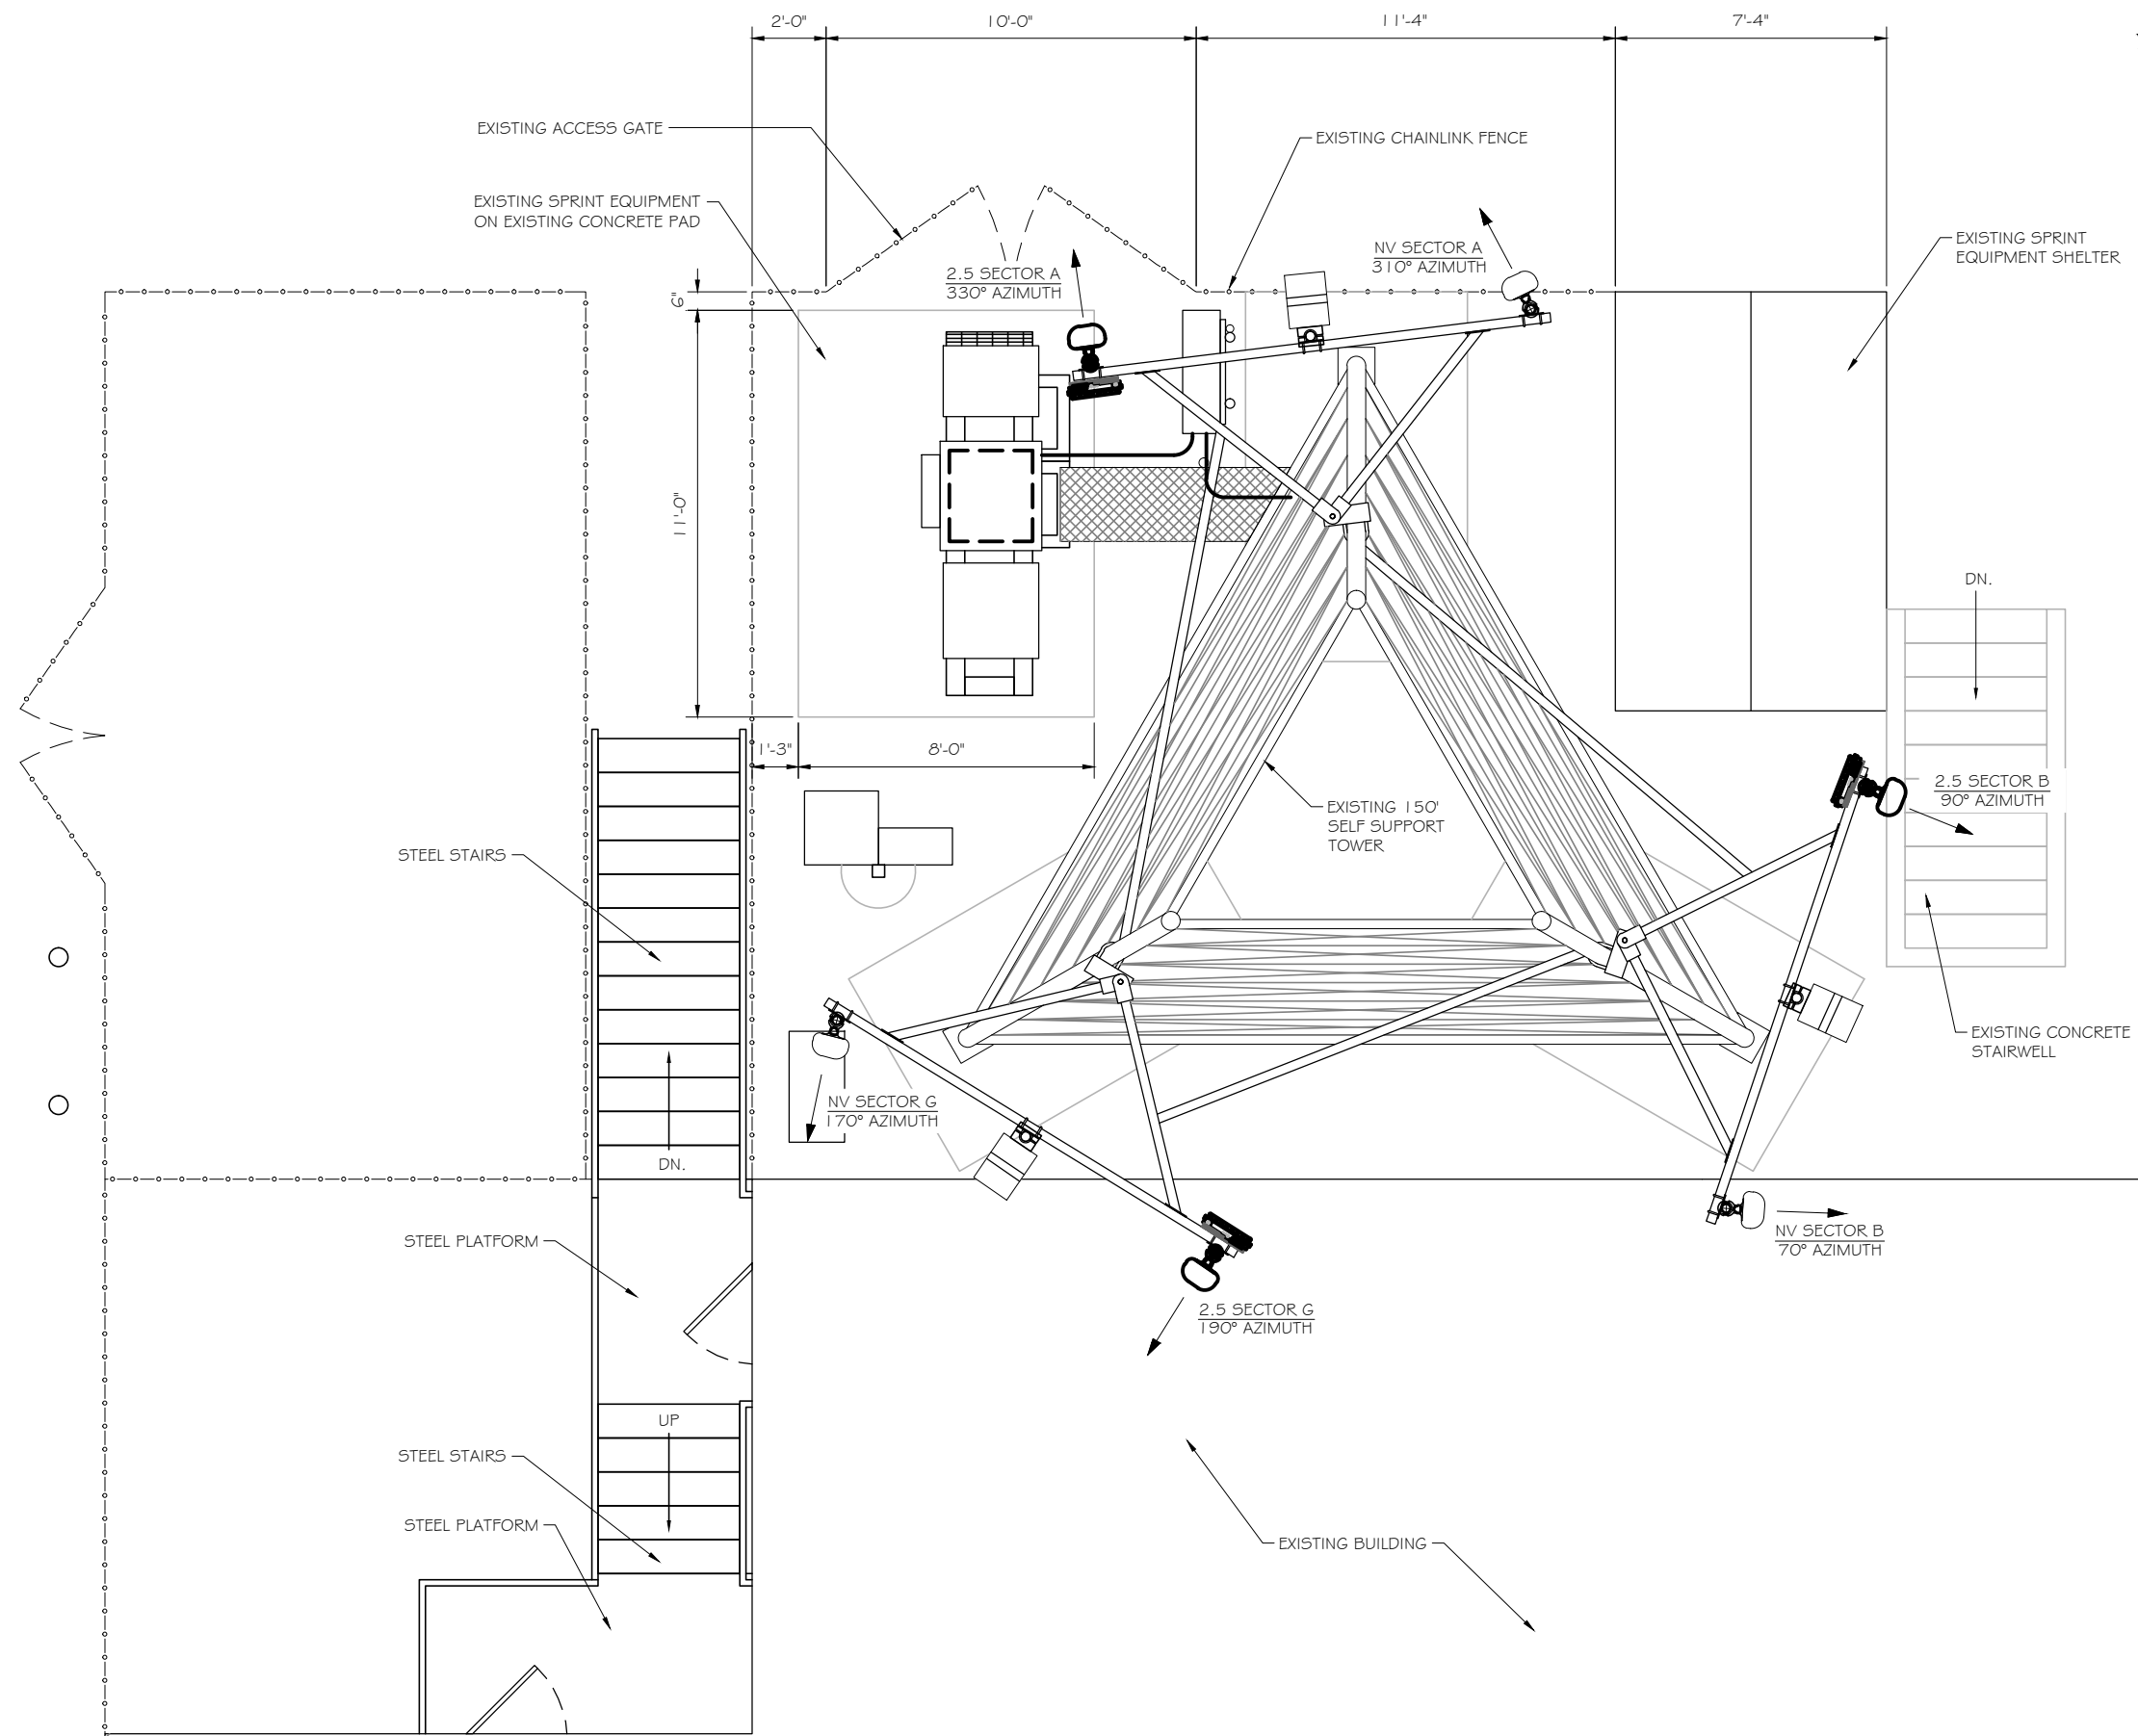 2'-0"
10'-0"
11'-4"
7'-4"
EXISTING ACCESS GATE
EXISTING CHAINLINK FENCE
EXISTING SPRINT EQUIPMENT
ON EXISTING CONCRETE PAD
NV SECTOR A
310° AZIMUTH
EXISTING SPRINT
EQUIPMENT SHELTER
2.5 SECTOR A
330° AZIMUTH
6"
11'-0"
DN.
1'-3"
8'-0"
2.5 SECTOR B
90° AZIMUTH
EXISTING 150'
SELF SUPPORT
TOWER
STEEL STAIRS
EXISTING CONCRETE
STAIRWELL
NV SECTOR G
170° AZIMUTH
DN.
STEEL PLATFORM
NV SECTOR B
70° AZIMUTH
2.5 SECTOR G
190° AZIMUTH
UP
STEEL STAIRS
STEEL PLATFORM
EXISTING BUILDING